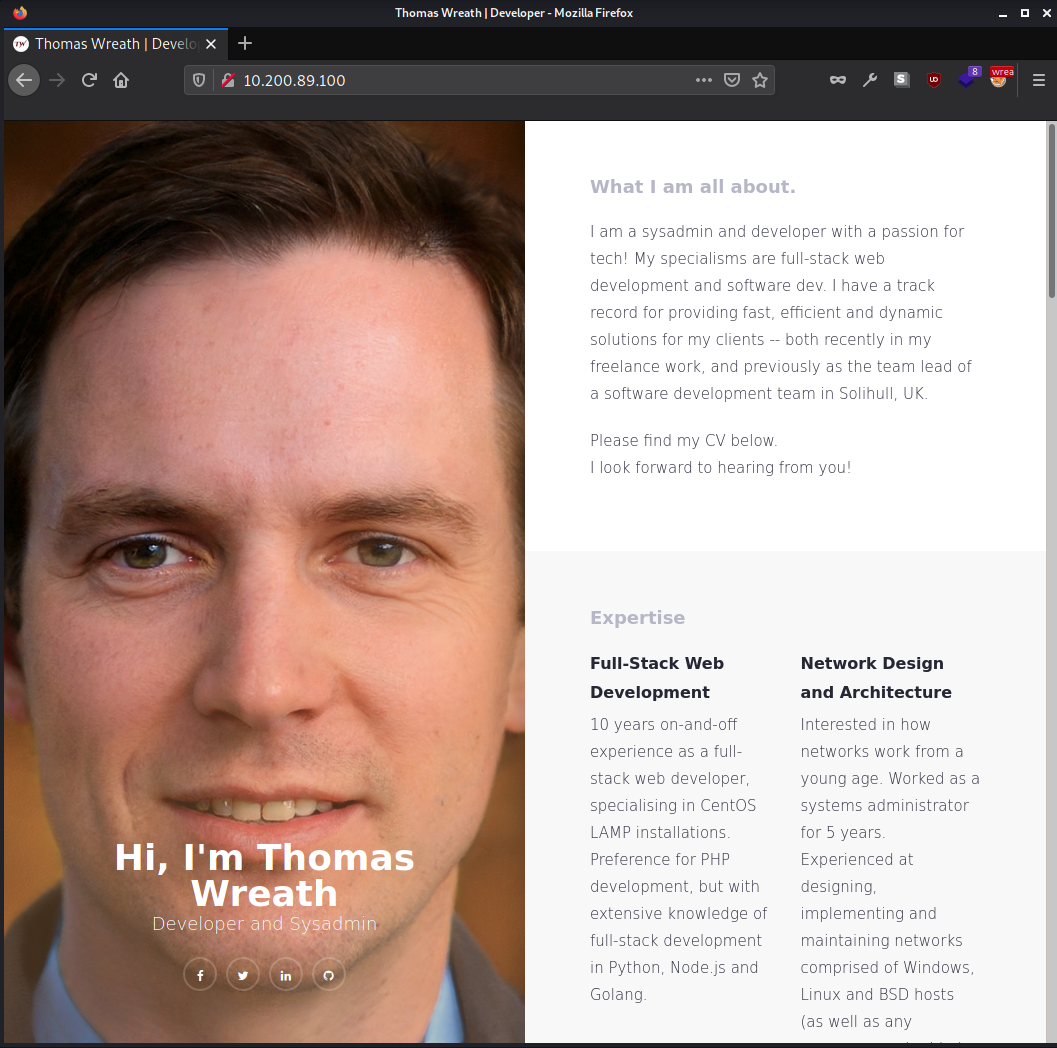 Thomas Wreath | Developer - Mozilla Firefox
Thomas Wreath | Develo
10.200.89.100
S
8
wrea
What I am all about.
I am a sysadmin and developer with a passion for
tech! My specialisms are full-stack web
development and software dev. I have a track
record for providing fast, efficient and dynamic
solutions for my clients -- both recently in my
freelance work, and previously as the team lead of
a software development team in Solihull, UK.
Please find my CV below.
I look forward to hearing from you!
Hi, I'm Thomas
Wreath
Developer and Sysadmin
Expertise
Full-Stack Web
Development
10 years on-and-off
experience as a full-
stack web developer,
specialising in CentOS
LAMP installations.
Preference for PHP
development, but with
extensive knowledge of
full-stack development
in Python, Node.js and
Golang.
Network Design
and Architecture
Interested in how
networks work from a
young age. Worked as a
systems administrator
for 5 years.
Experienced at
designing,
implementing and
maintaining networks
comprised of Windows,
Linux and BSD hosts
(as well as any